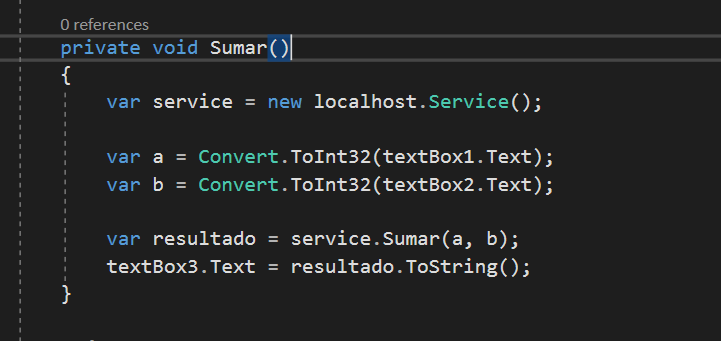 0 references
private void Sumar()
{
var service = new localhost.Service();
var a = Convert.ToInt32(textBox1.Text);
var b = Convert.ToInt32(textBox2.Text);
var resultado = service.Sumar(a, b);
textBox3.Text = resultado.ToString();
}